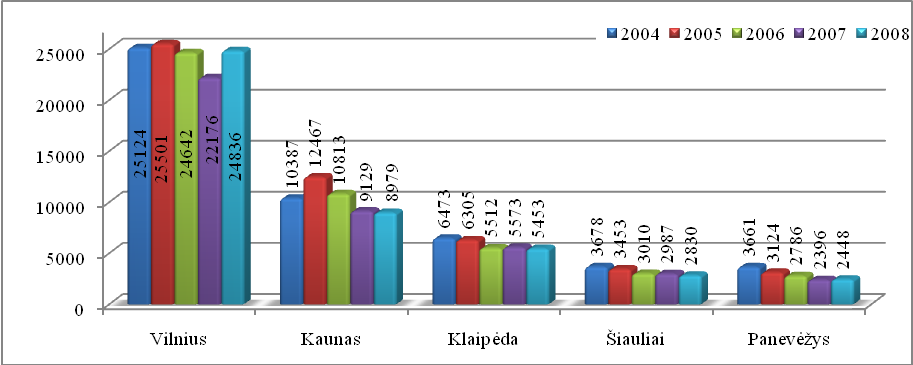 2004 2005 2006 2007 2008
25000
20000
15000
10000
5000
0
25124 25501 24642 22176 24836
10387 12467 10813 9129 8979
6473 6305 5512 5573 5453
3678 3453 3010 2987 2830
3661 3124 2786 2396 2448
Vilnius Kaunas Klaipėda Šiauliai Panevėžys